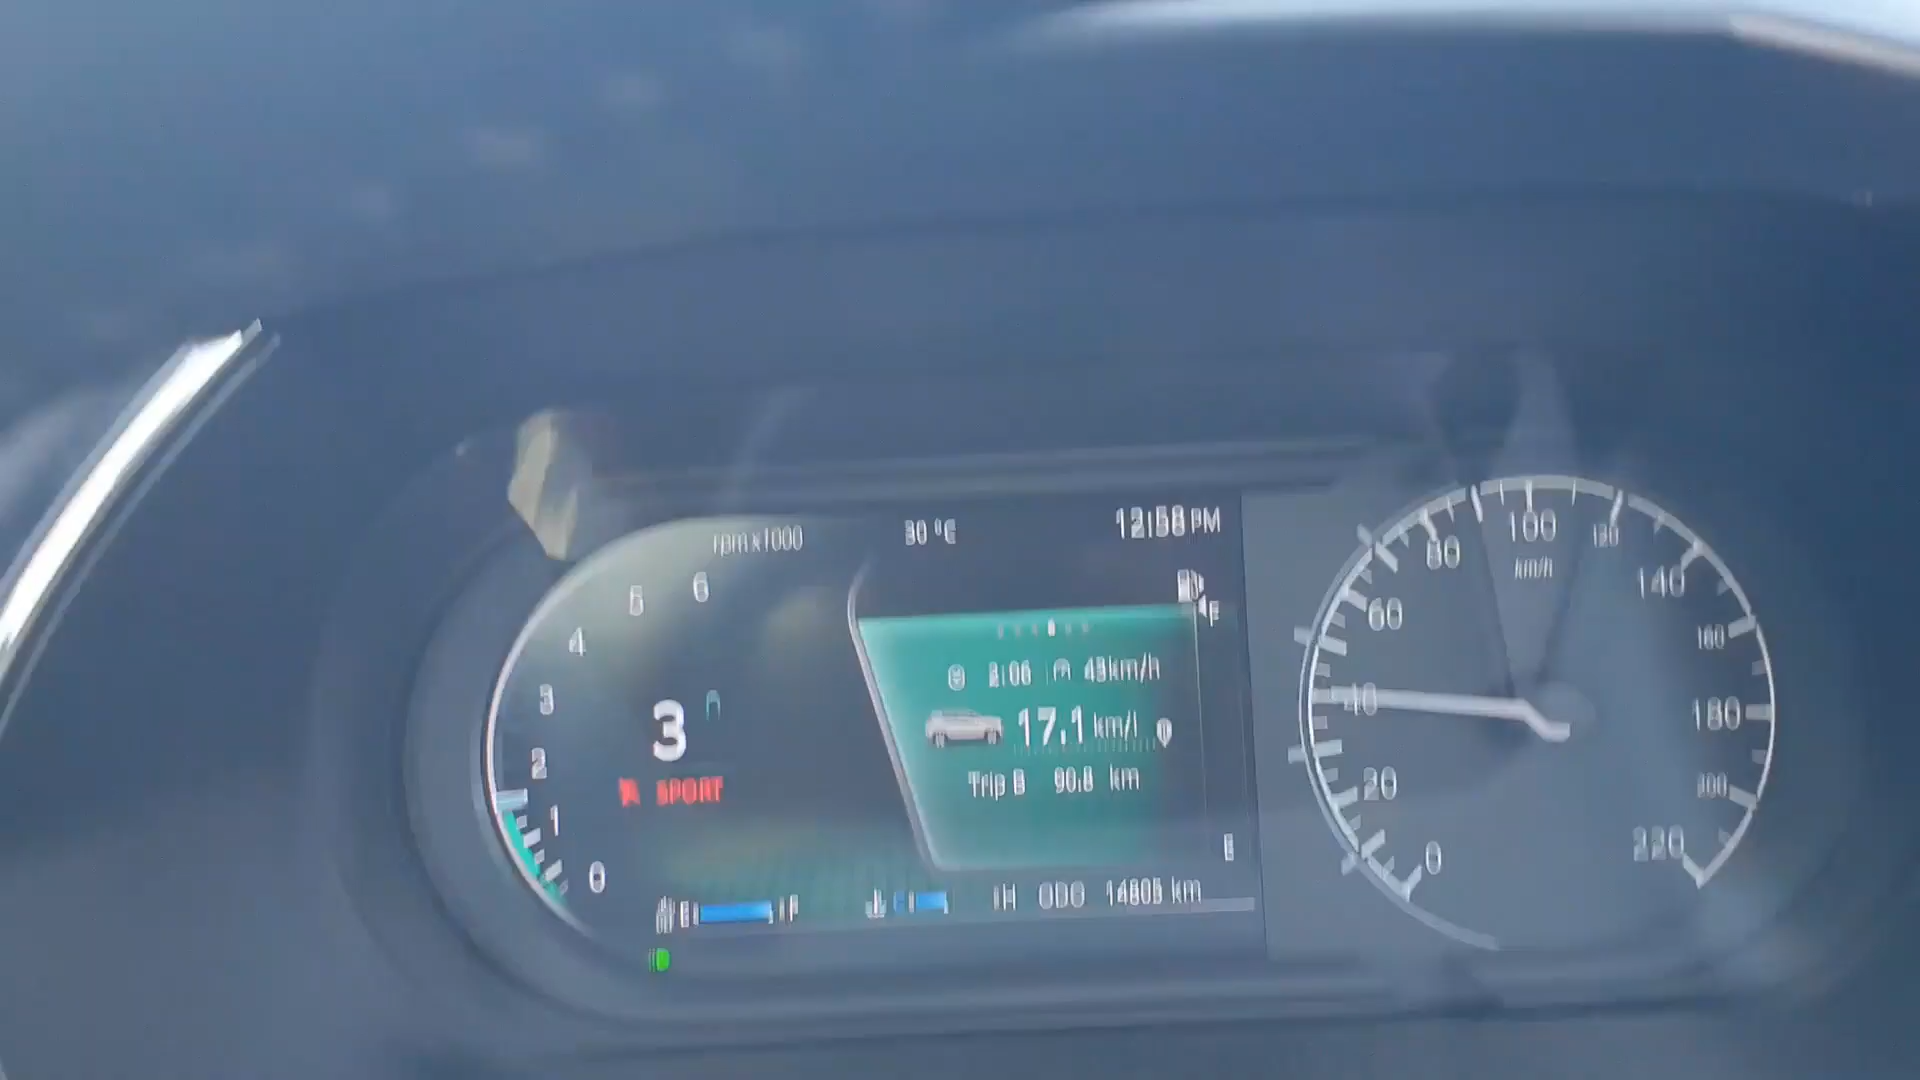 rpm x1000 30 °C 12:58 PM
0 1 2 3 4 5 6
3
SPORT
2:06
17.1 km/l
Trip B 90.8 km
F
H ODO km
0 20 40 60 80 100 120 140 160 180 200 220
km/h